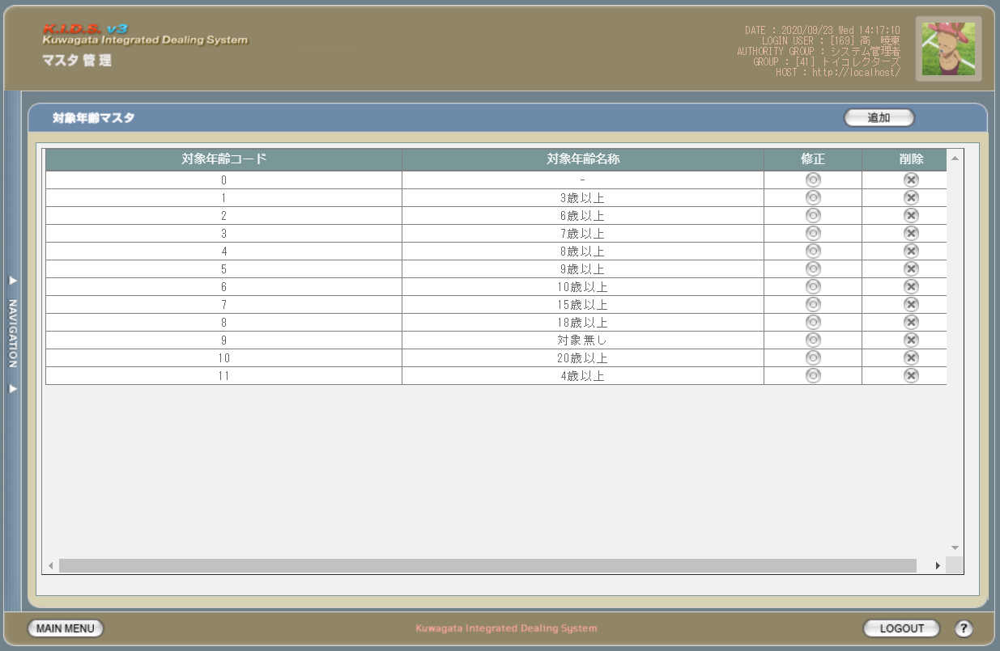 K.I.D.S. v3
Kuwagata Integrated Dealing System
マスタ管理
DATE : 2020/09/23 Wed 14:17:10
LOGIN USER : [169]高 暁東
AUTHORITY GROUP : システム管理者
GROUP : [41] トイコレクターズ
HOST : http://localhost/
対象年齢マスタ
追加
対象年齢コード 対象年齢名称 修正 削除
0 -
1 3歳以上
2 6歳以上
3 7歳以上
4 8歳以上
5 9歳以上
6 10歳以上
7 15歳以上
8 18歳以上
9 対象無し
10 20歳以上
11 4歳以上
NAVIGATION
MAIN MENU
Kuwagata Integrated Dealing System
LOGOUT
?